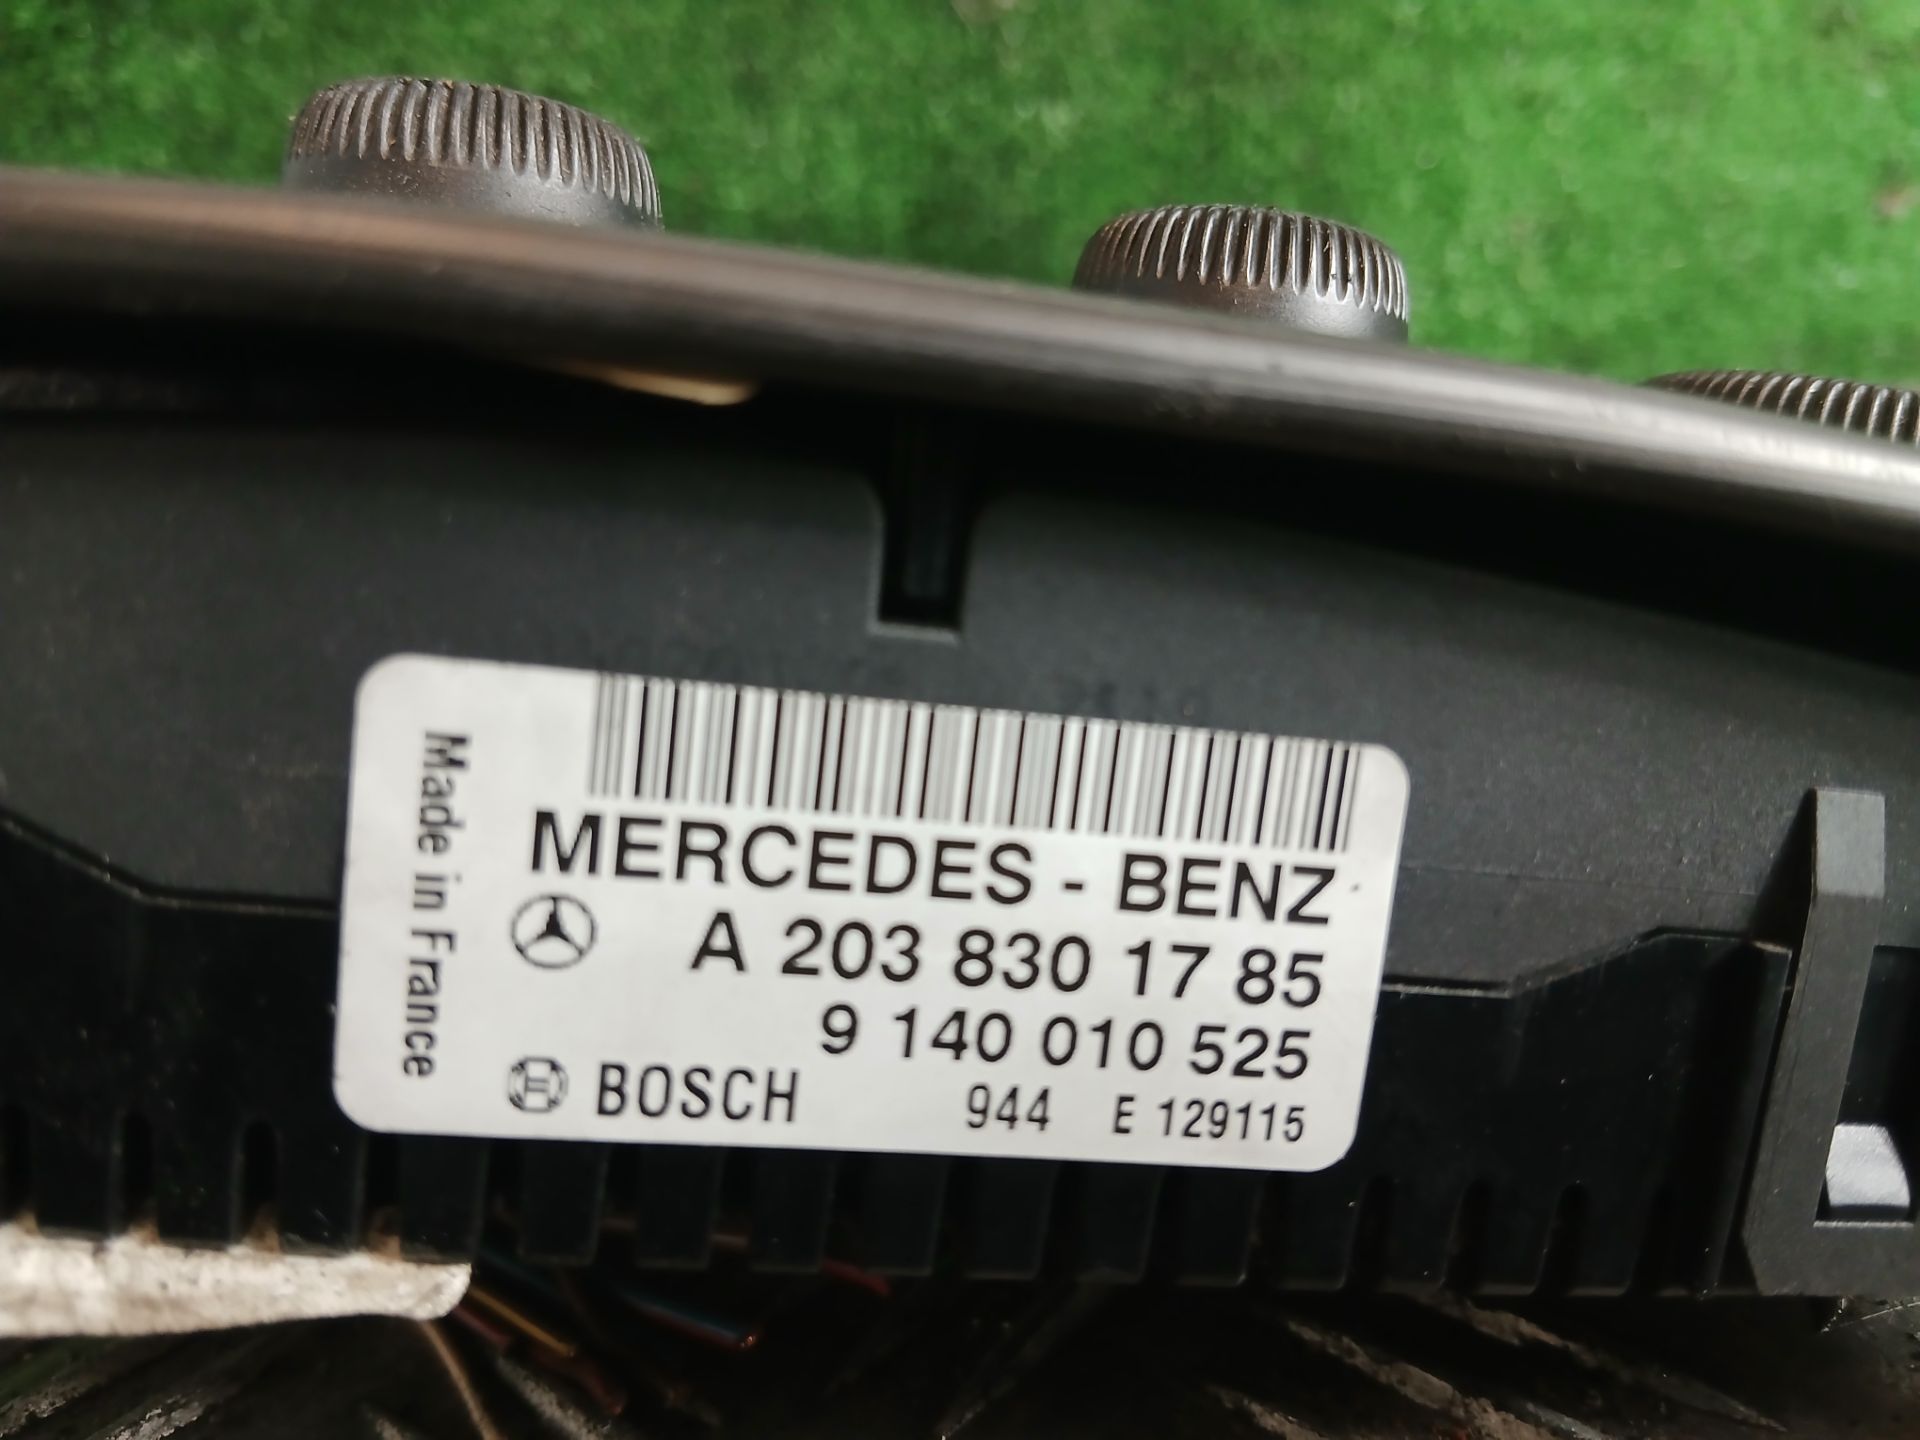 Made in France
MERCEDES - BENZ
A 203 830 17 85
9 140 010 525
BOSCH 944 E 129115